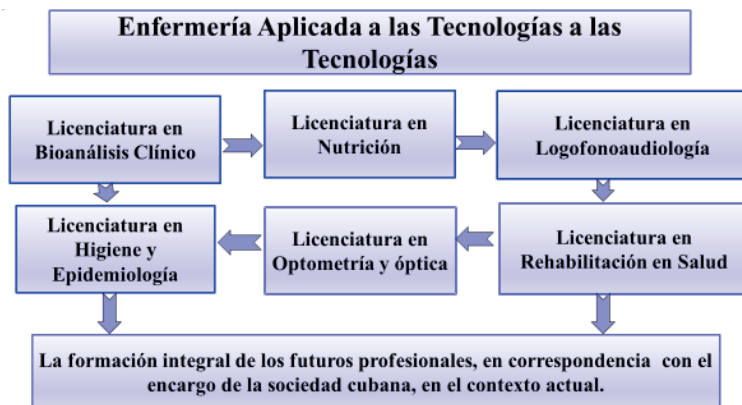 Enfermería Aplicada a las Tecnologías a las
Tecnologías
Licenciatura en
Bioanálisis Clínico
Licenciatura en
Nutrición
Licenciatura en
Logofonoaudiología
Licenciatura en
Higiene y
Epidemiología
Licenciatura en
Optometría y óptica
Licenciatura en
Rehabilitación en Salud
La formación integral de los futuros profesionales, en correspondencia con el
encargo de la sociedad cubana, en el contexto actual.